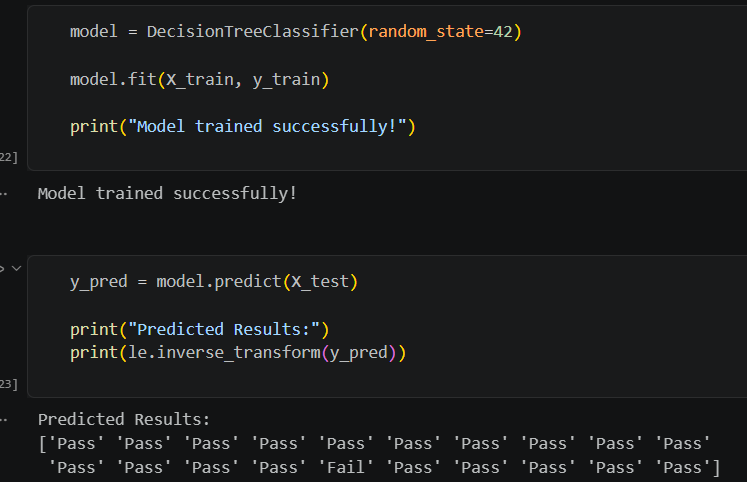 model = DecisionTreeClassifier(random_state=42)
model.fit(X_train, y_train)
print("Model trained successfully!")
22]
Model trained successfully!
y_pred = model.predict(X_test)
print("Predicted Results:")
print(le.inverse_transform(y_pred))
23]
Predicted Results:
['Pass' 'Pass' 'Pass' 'Pass' 'Pass' 'Pass' 'Pass' 'Pass' 'Pass' 'Pass'
'Pass' 'Pass' 'Pass' 'Pass' 'Fail' 'Pass' 'Pass' 'Pass' 'Pass' 'Pass']